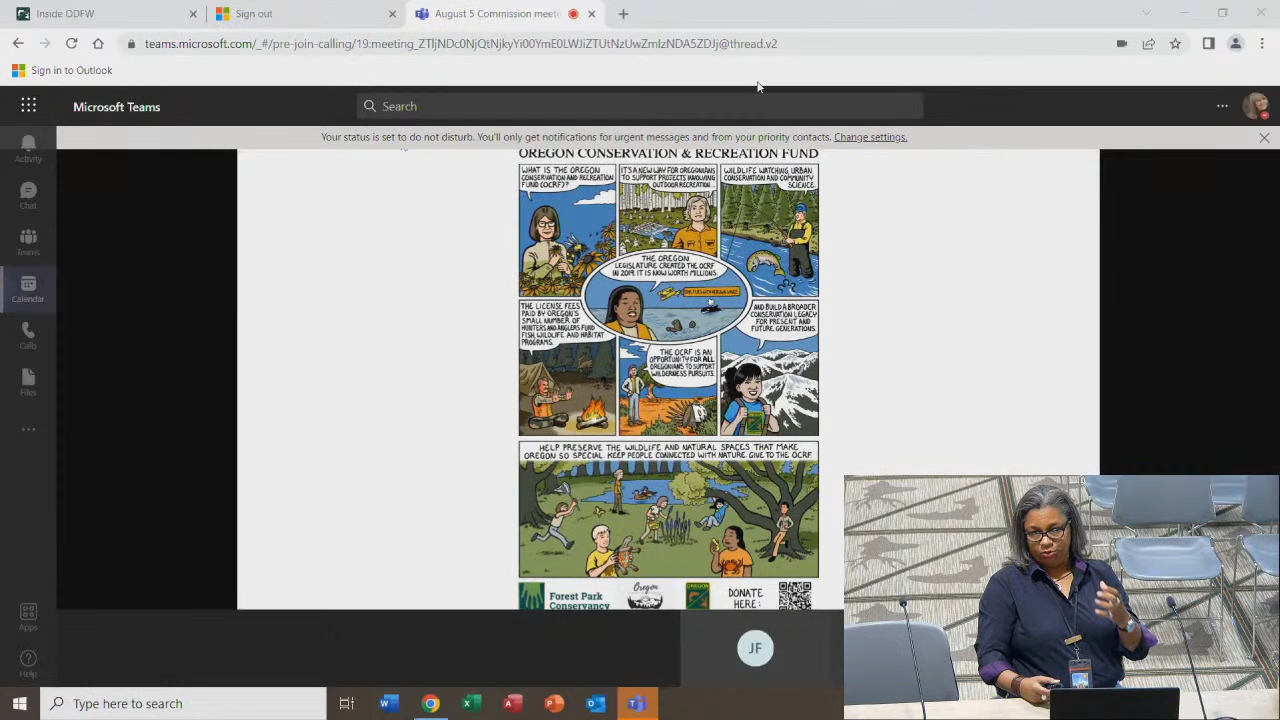 Inside ODFW
Sign out
August 5 Commission meeti
teams.microsoft.com/_#/pre-join-calling/19:meeting_ZTljNDc0NjQtNjkyYi00YmE0LWJiZTUtNzUwZmIzNDA5ZDJj@thread.v2
Sign in to Outlook
Microsoft Teams
Search
Your status is set to do not disturb. You'll only get notifications for urgent messages and from your priority contacts. Change settings.
Activity
Chat
Teams
Calendar
Calls
Files
Apps
Help
OREGON CONSERVATION & RECREATION FUND
WHAT IS THE OREGON
CONSERVATION AND RECREATION
FUND (OCRF)?
IT'S A NEW WAY FOR OREGONIANS
TO SUPPORT PROJECTS INVOLVING
OUTDOOR RECREATION...
WILDLIFE WATCHING, URBAN
CONSERVATION AND COMMUNITY
SCIENCE.
THE OREGON
LEGISLATURE CREATED THE OCRF
IN 2019. IT IS NOW WORTH MILLIONS.
THE LICENSE FEES
PAID BY OREGON'S
SMALL NUMBER OF
HUNTERS AND ANGLERS FUND
FISH, WILDLIFE AND HABITAT
PROGRAMS.
THE OCRF IS AN
OPPORTUNITY FOR ALL
OREGONIANS TO SUPPORT
WILDERNESS PURSUITS.
AND BUILD A BROADER
CONSERVATION LEGACY
FOR PRESENT AND
FUTURE GENERATIONS.
HELP PRESERVE THE WILDLIFE AND NATURAL SPACES THAT MAKE
OREGON SO SPECIAL. KEEP PEOPLE CONNECTED WITH NATURE. GIVE TO THE OCRF.
Forest Park
Conservancy
Oregon
OREGON
DONATE
HERE:
JF
Type here to search